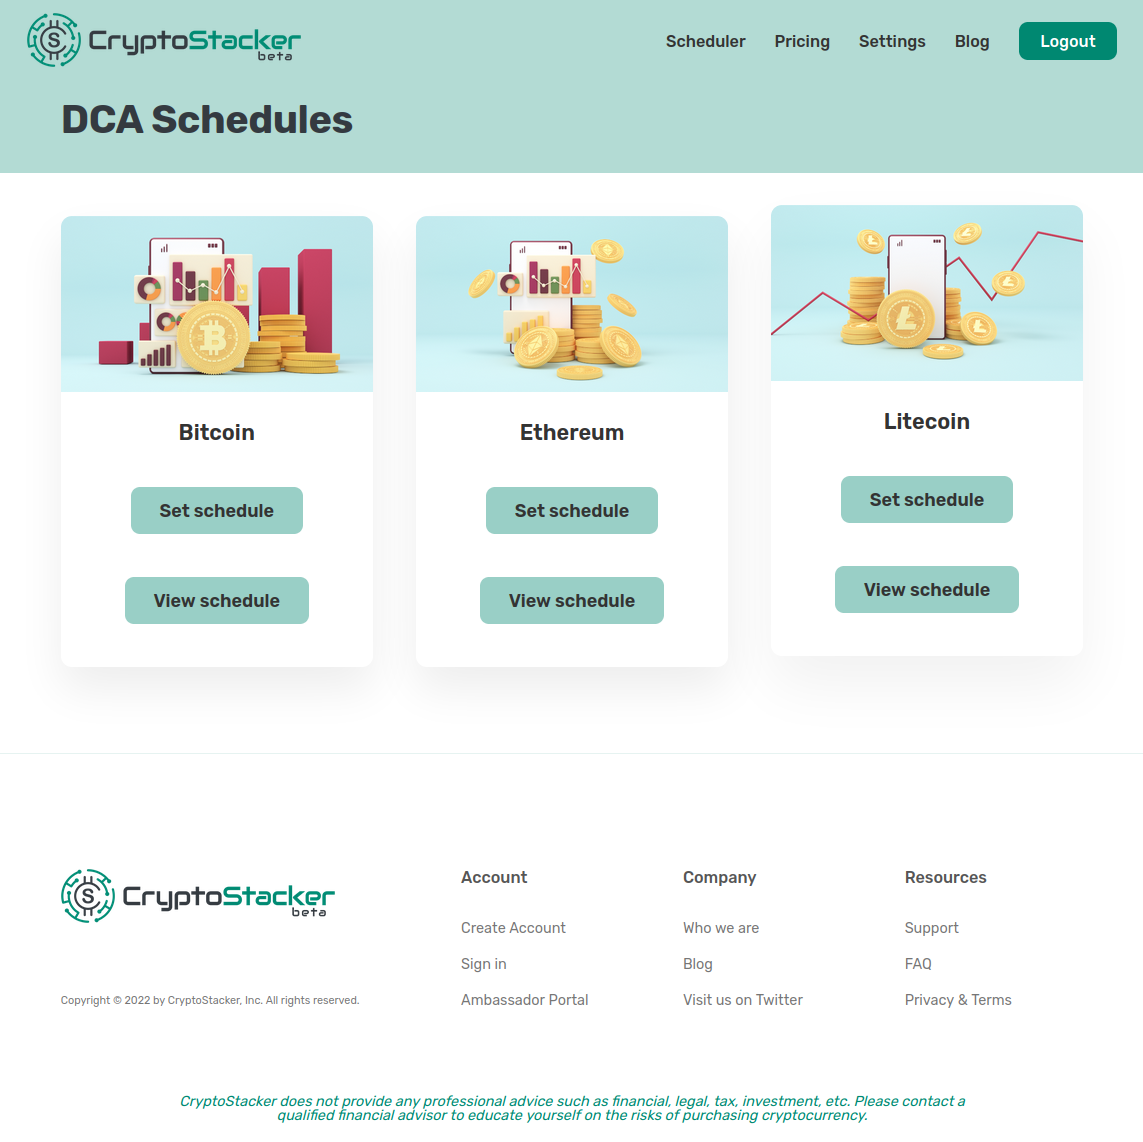 CryptoStacker
beta
Scheduler
Pricing
Settings
Blog
Logout
DCA Schedules
Bitcoin
Set schedule
View schedule
Ethereum
Set schedule
View schedule
Litecoin
Set schedule
View schedule
CryptoStacker
beta
Copyright © 2022 by CryptoStacker, Inc. All rights reserved.
Account
Create Account
Sign in
Ambassador Portal
Company
Who we are
Blog
Visit us on Twitter
Resources
Support
FAQ
Privacy & Terms
CryptoStacker does not provide any professional advice such as financial, legal, tax, investment, etc. Please contact a
qualified financial advisor to educate yourself on the risks of purchasing cryptocurrency.